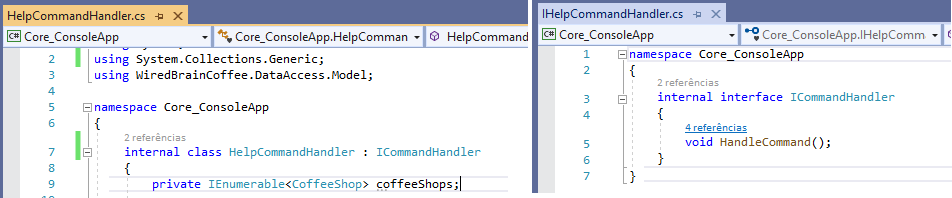 HelpCommandHandler.cs
Core_ConsoleApp
Core_ConsoleApp.HelpComman
HelpCommand
2 using System.Collections.Generic;
3 using WiredBrainCoffee.DataAccess.Model;
4
5 namespace Core_ConsoleApp
6 {
2 referências
7 internal class HelpCommandHandler : ICommandHandler
8 {
9 private IEnumerable<CoffeeShop> coffeeShops;
IHelpCommandHandler.cs
C# Core_ConsoleApp
Core_ConsoleApp.IHelpComm
1 namespace Core_ConsoleApp
2 {
2 referências
3 internal interface ICommandHandler
4 {
4 referências
5 void HandleCommand();
6 }
7 }